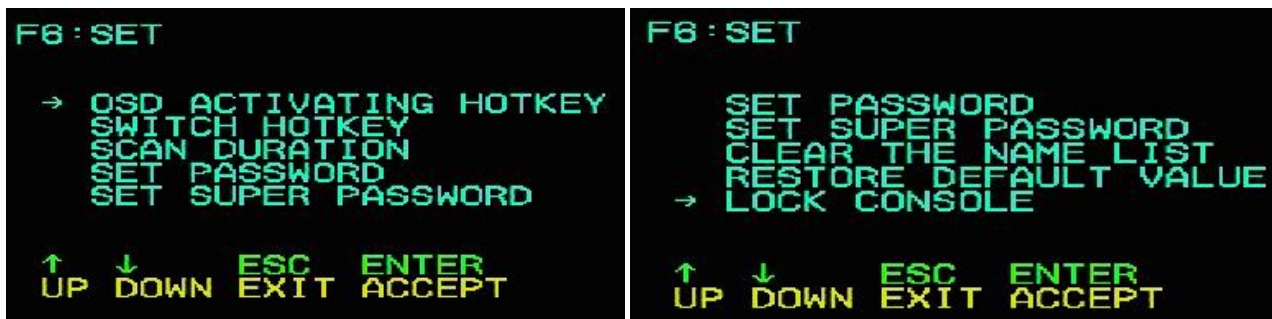 F6:SET
→ OSD ACTIVATING HOTKEY
SWITCH HOTKEY
SCAN DURATION
SET PASSWORD
SET SUPER PASSWORD
↑ ↓ ESC ENTER
UP DOWN EXIT ACCEPT
F6:SET
SET PASSWORD
SET SUPER PASSWORD
CLEAR THE NAME LIST
RESTORE DEFAULT VALUE
→ LOCK CONSOLE
↑ ↓ ESC ENTER
UP DOWN EXIT ACCEPT